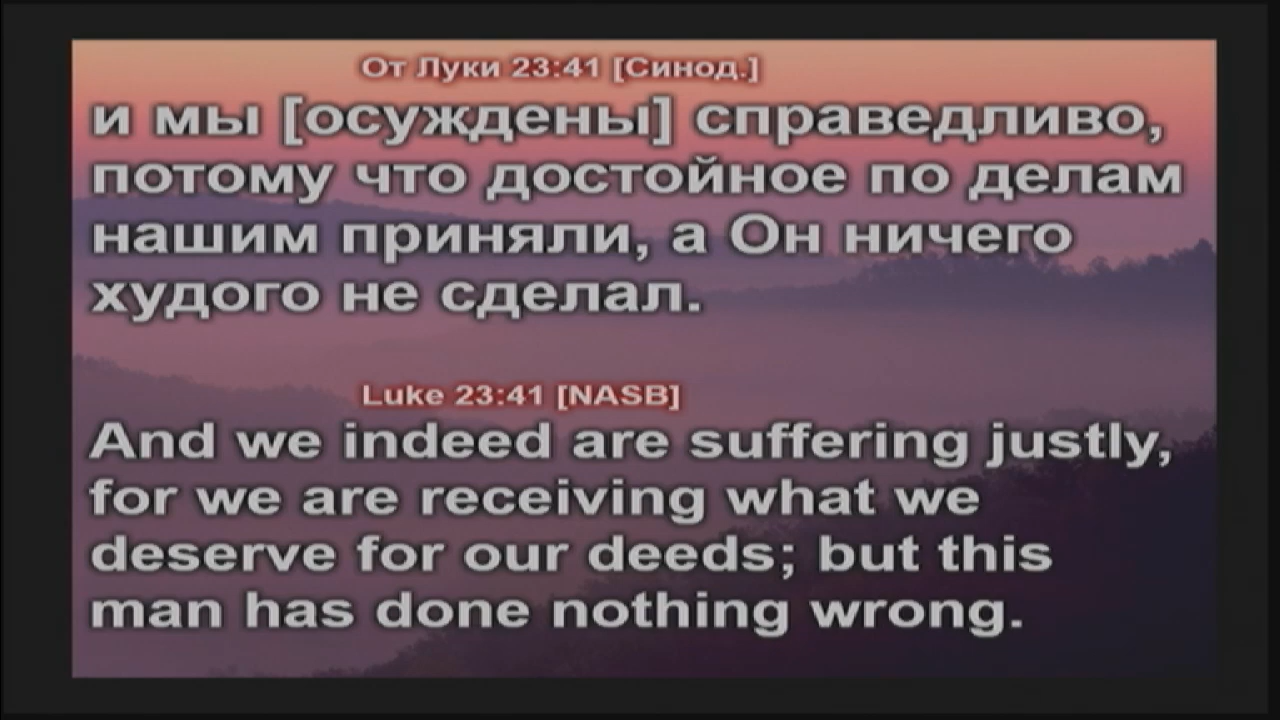 От Луки 23:41 [Синод.]
и мы [осуждены] справедливо,
потому что достойное по делам
нашим приняли, а Он ничего
худого не сделал.
Luke 23:41 [NASB]
And we indeed are suffering justly,
for we are receiving what we
deserve for our deeds; but this
man has done nothing wrong.